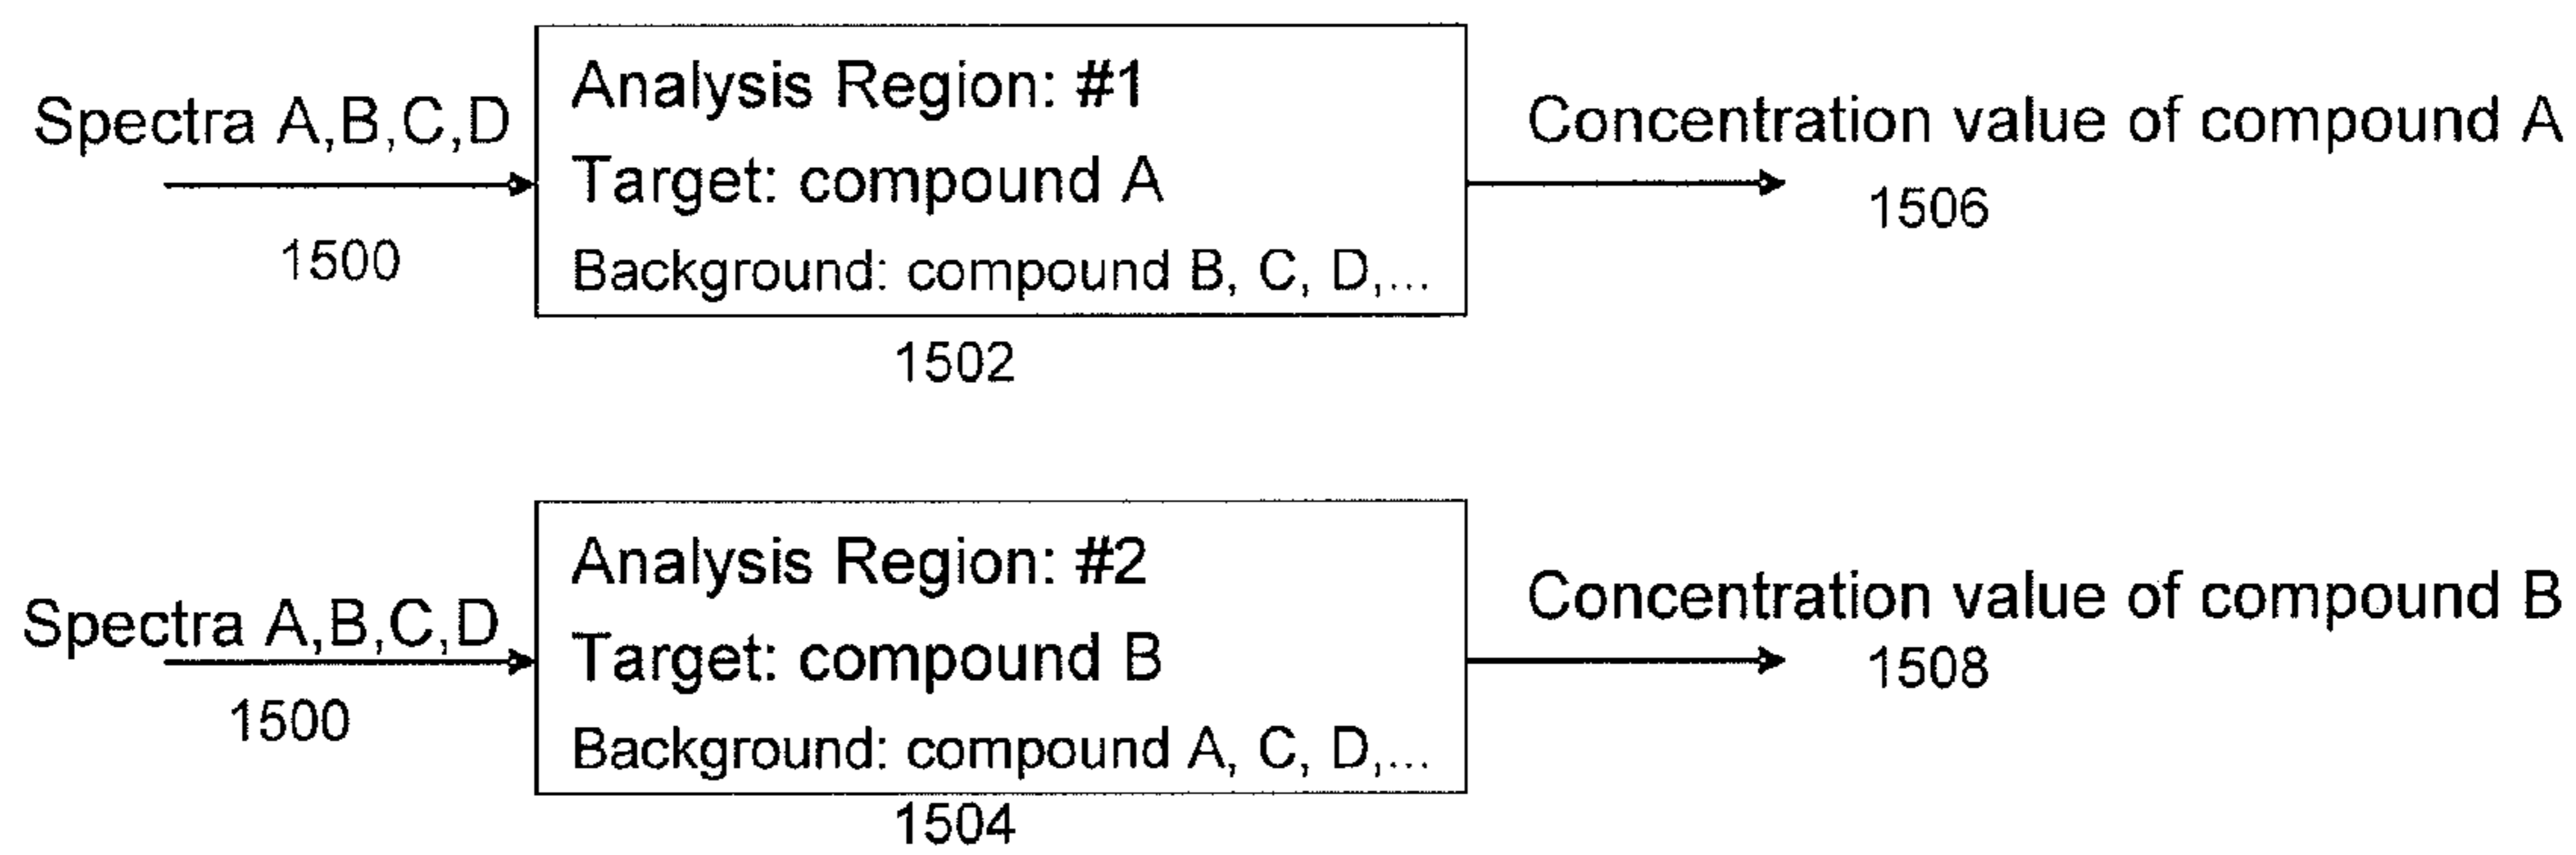 Spectra A,B,C,D
1500
Analysis Region: #1
Target: compound A
Background: compound B, C, D,...
1502
Concentration value of compound A
1506
Spectra A,B,C,D
1500
Analysis Region: #2
Target: compound B
Background: compound A, C, D,...
1504
Concentration value of compound B
1508